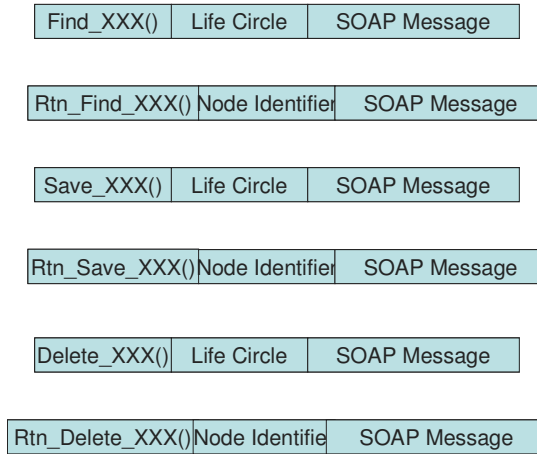 Find_XXX() Life Circle SOAP Message
Rtn_Find_XXX() Node Identifier SOAP Message
Save_XXX() Life Circle SOAP Message
Rtn_Save_XXX() Node Identifier SOAP Message
Delete_XXX() Life Circle SOAP Message
Rtn_Delete_XXX() Node Identifie SOAP Message